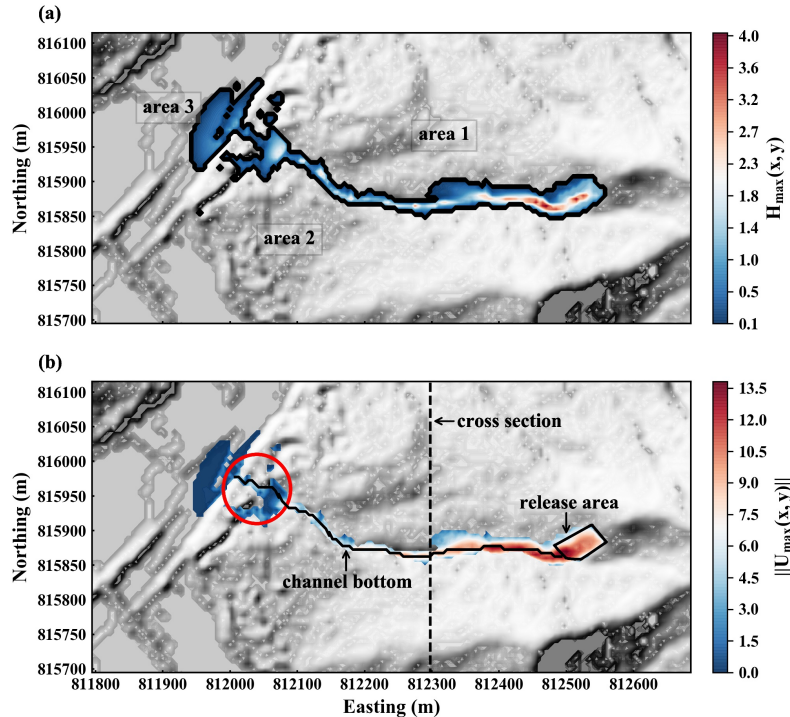 (a)
816100
816050
816000
815950
815900
815850
815800
815750
815700
Northing (m)
area 3
area 1
area 2
4.0
3.6
3.2
2.7
2.3
1.8
1.4
1.0
0.5
0.1
H_max(x, y)
(b)
816100
816050
816000
815950
815900
815850
815800
815750
815700
Northing (m)
cross section
release area
channel bottom
13.5
12.0
10.5
9.0
7.5
6.0
4.5
3.0
1.5
0.0
||U_max(x, y)||
811800 811900 812000 812100 812200 812300 812400 812500 812600
Easting (m)